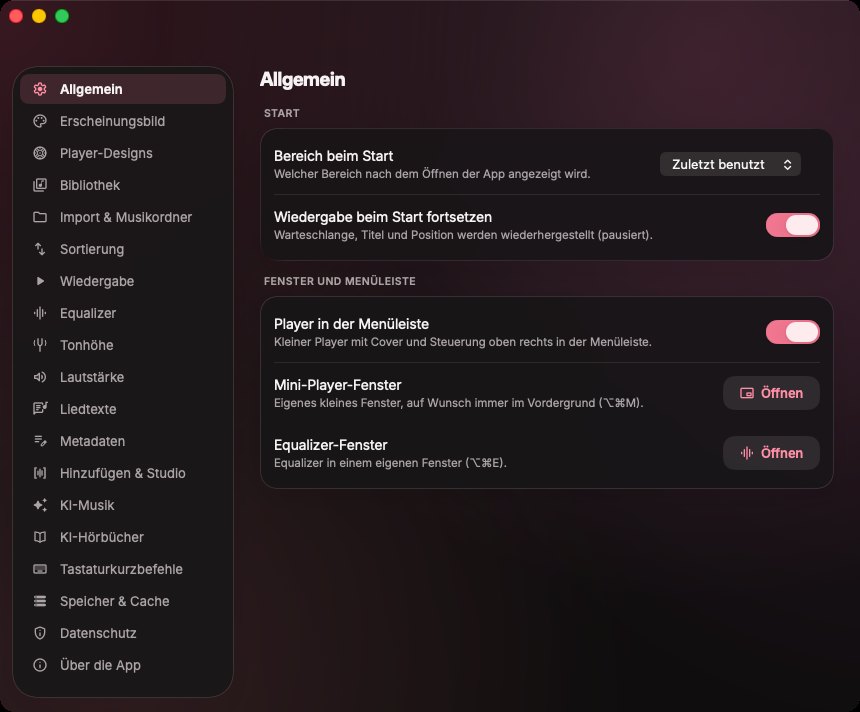 Allgemein
Erscheinungsbild
Player-Designs
Bibliothek
Import & Musikordner
Sortierung
Wiedergabe
Equalizer
Tonhöhe
Lautstärke
Liedtexte
Metadaten
Hinzufügen & Studio
KI-Musik
KI-Hörbücher
Tastaturkurzbefehle
Speicher & Cache
Datenschutz
Über die App
Allgemein
START
Bereich beim Start
Welcher Bereich nach dem Öffnen der App angezeigt wird.
Zuletzt benutzt
Wiedergabe beim Start fortsetzen
Warteschlange, Titel und Position werden wiederhergestellt (pausiert).
FENSTER UND MENÜLEISTE
Player in der Menüleiste
Kleiner Player mit Cover und Steuerung oben rechts in der Menüleiste.
Mini-Player-Fenster
Eigenes kleines Fenster, auf Wunsch immer im Vordergrund (⌥⌘M).
Öffnen
Equalizer-Fenster
Equalizer in einem eigenen Fenster (⌥⌘E).
Öffnen